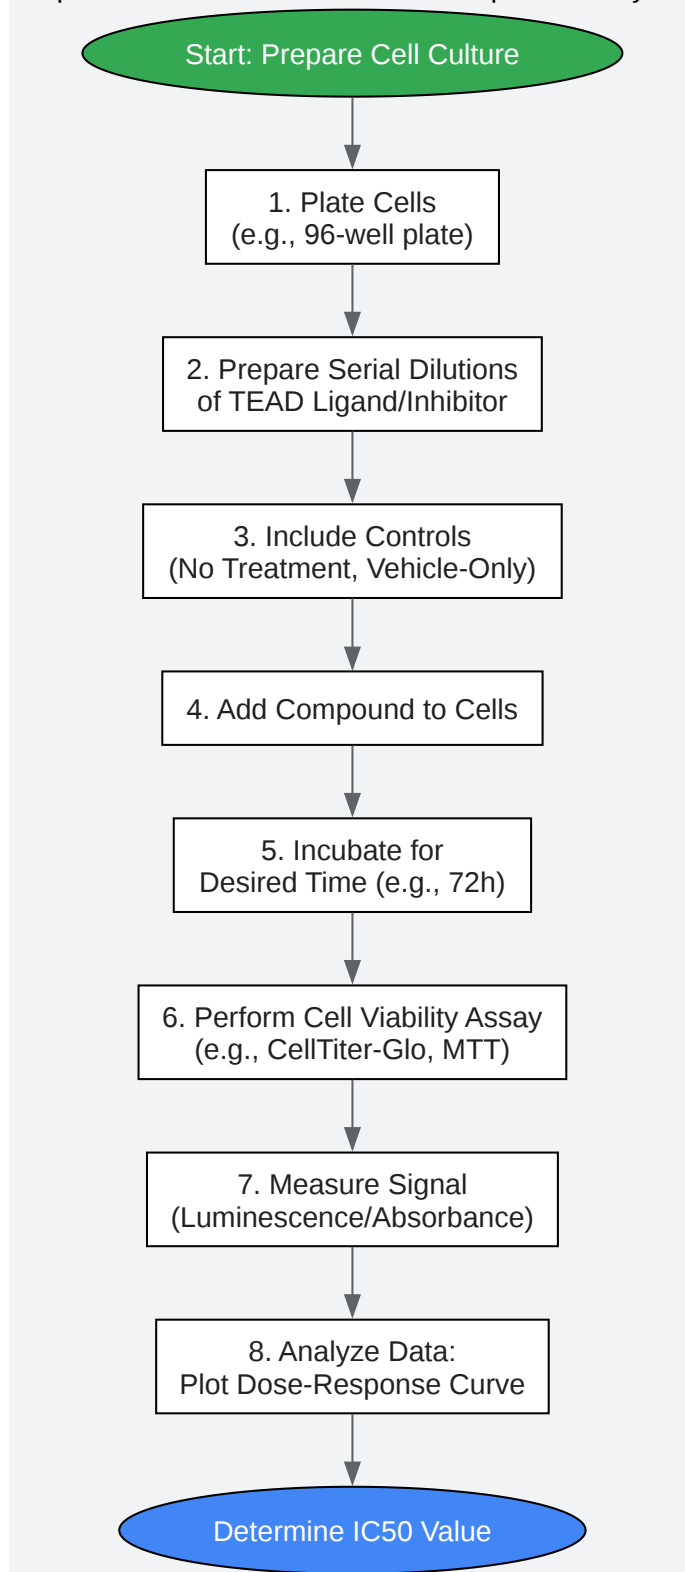 Start: Prepare Cell Culture
1. Plate Cells
(e.g., 96-well plate)
2. Prepare Serial Dilutions
of TEAD Ligand/Inhibitor
3. Include Controls
(No Treatment, Vehicle-Only)
4. Add Compound to Cells
5. Incubate for
Desired Time (e.g., 72h)
6. Perform Cell Viability Assay
(e.g., CellTiter-Glo, MTT)
7. Measure Signal
(Luminescence/Absorbance)
8. Analyze Data:
Plot Dose-Response Curve
Determine IC50 Value